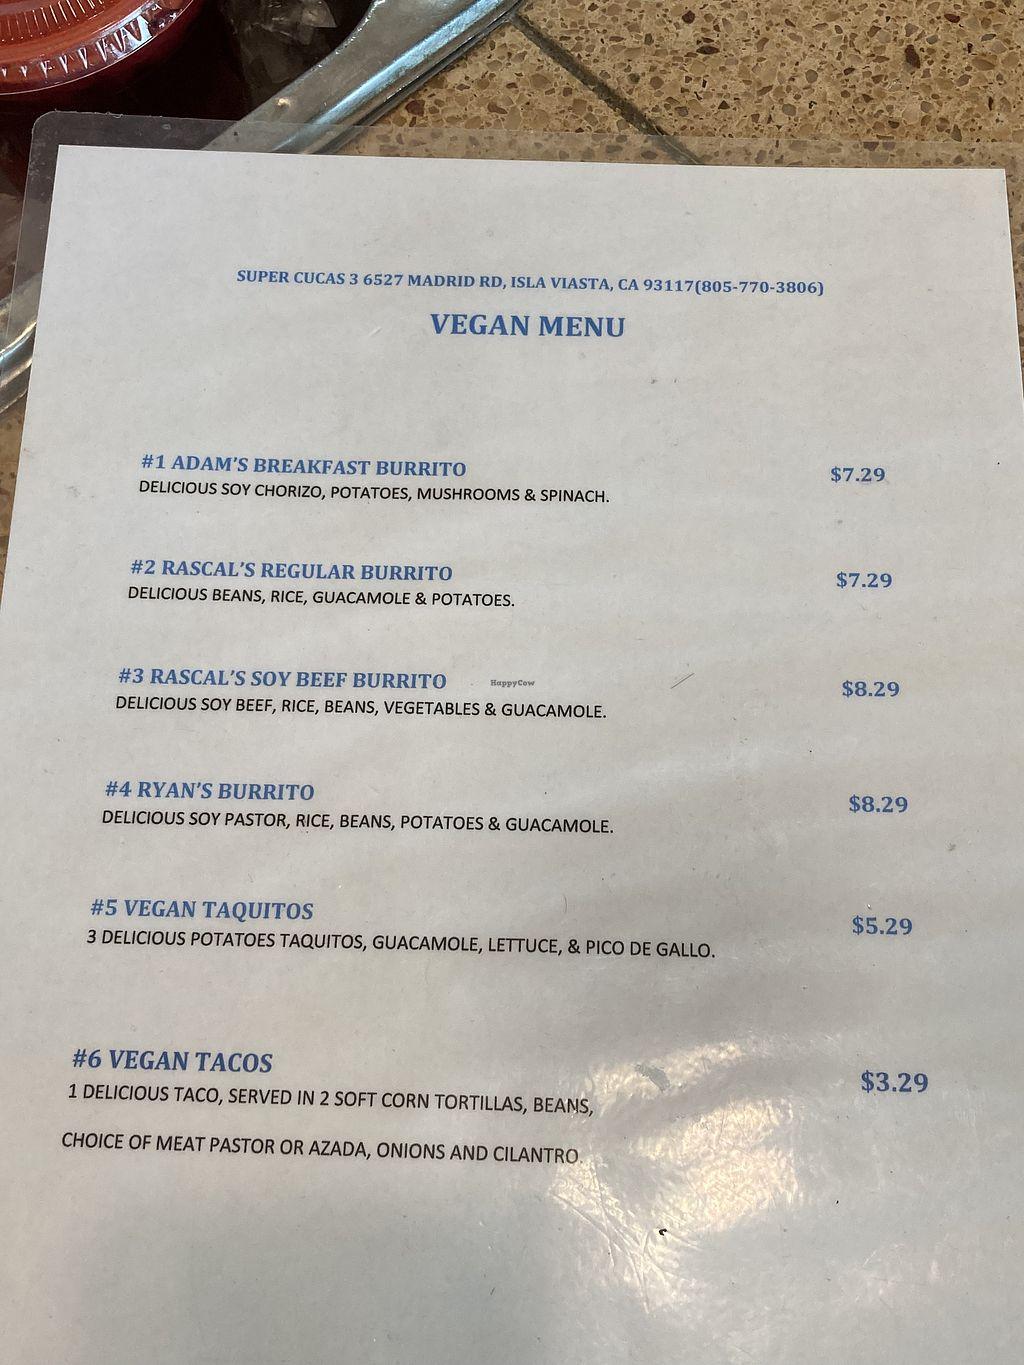 SUPER CUCAS 3 6527 MADRID RD, ISLA VIASTA, CA 93117(805-770-3806)
VEGAN MENU
#1 ADAM'S BREAKFAST BURRITO $7.29
DELICIOUS SOY CHORIZO, POTATOES, MUSHROOMS & SPINACH.
#2 RASCAL'S REGULAR BURRITO $7.29
DELICIOUS BEANS, RICE, GUACAMOLE & POTATOES.
#3 RASCAL'S SOY BEEF BURRITO $8.29
HappyCow
DELICIOUS SOY BEEF, RICE, BEANS, VEGETABLES & GUACAMOLE.
#4 RYAN'S BURRITO $8.29
DELICIOUS SOY PASTOR, RICE, BEANS, POTATOES & GUACAMOLE.
#5 VEGAN TAQUITOS $5.29
3 DELICIOUS POTATOES TAQUITOS, GUACAMOLE, LETTUCE, & PICO DE GALLO.
#6 VEGAN TACOS $3.29
1 DELICIOUS TACO, SERVED IN 2 SOFT CORN TORTILLAS, BEANS,
CHOICE OF MEAT PASTOR OR AZADA, ONIONS AND CILANTRO.